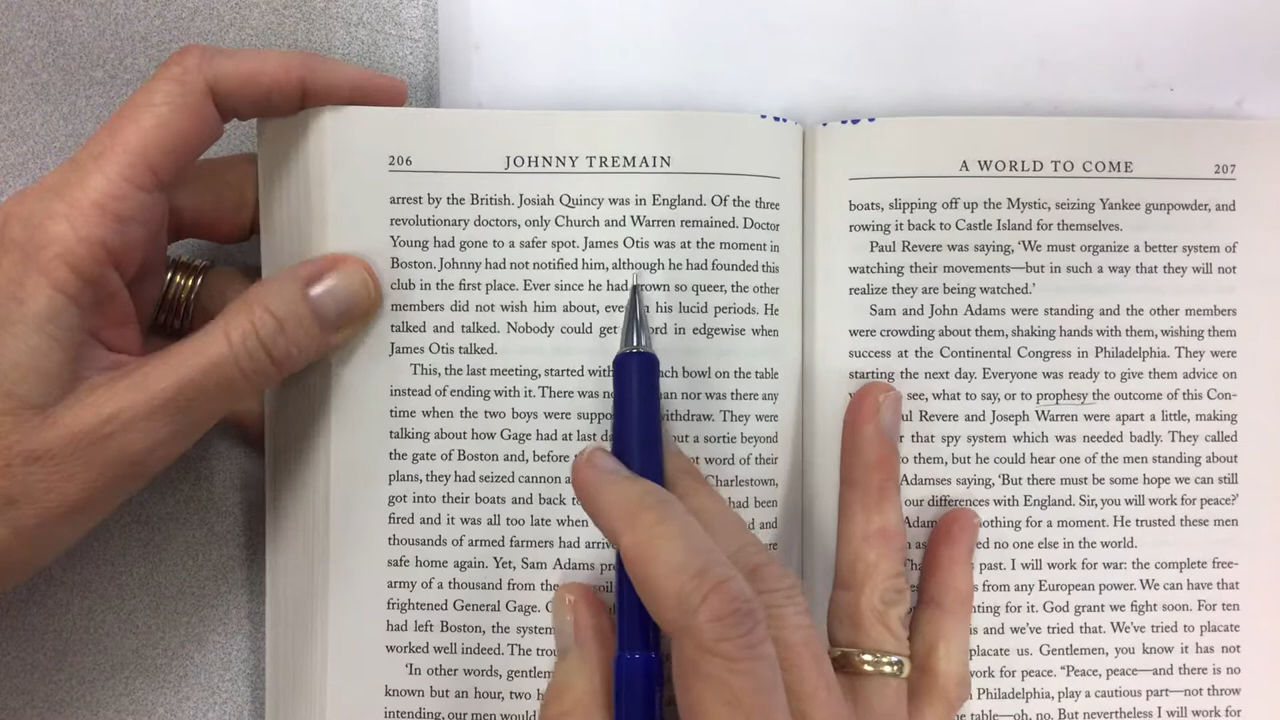 206 JOHNNY TREMAIN
arrest by the British. Josiah Quincy was in England. Of the three
revolutionary doctors, only Church and Warren remained. Doctor
Young had gone to a safer spot. James Otis was at the moment in
Boston. Johnny had not notified him, although he had founded this
club in the first place. Ever since he had grown so queer, the other
members did not wish him about, even his lucid periods. He
talked and talked. Nobody could get word in edgewise when
James Otis talked.
This, the last meeting, started with bowl on the table
instead of ending with it. There was nor was there any
time when the two boys were withdraw. They were
talking about how Gage had at last a sortie beyond
the gate of Boston and, before word of their
plans, they had seized cannon Charlestown,
got into their boats and back had been
fired and it was all too late when and
thousands of armed farmers had
safe home again. Yet, Sam Adams
army of a thousand from the soil
frightened General Gage.
had left Boston, the system
worked well indeed. The
'In other words,
known but an hour, two
intending, our men would
A WORLD TO COME 207
boats, slipping off up the Mystic, seizing Yankee gunpowder, and
rowing it back to Castle Island for themselves.
Paul Revere was saying, 'We must organize a better system of
watching their movements—but in such a way that they will not
realize they are being watched.'
Sam and John Adams were standing and the other members
were crowding about them, shaking hands with them, wishing them
success at the Continental Congress in Philadelphia. They were
starting the next day. Everyone was ready to give them advice on
see, what to say, or to prophesy the outcome of this Con-
Revere and Joseph Warren were apart a little, making
that spy system which was needed badly. They called
to them, but he could hear one of the men standing about
Adamses saying, 'But there must be some hope we can still
our differences with England. Sir, you will work for peace?'
nothing for a moment. He trusted these men
no one else in the world.
past. I will work for war: the complete free-
from any European power. We can have that
for it. God grant we fight soon. For ten
and we've tried that. We've tried to placate
placate us. Gentlemen, you know it has not
work for peace. "Peace, peace—and there is no
Philadelphia, play a cautious part—not throw
table—oh, no. But nevertheless I will work for